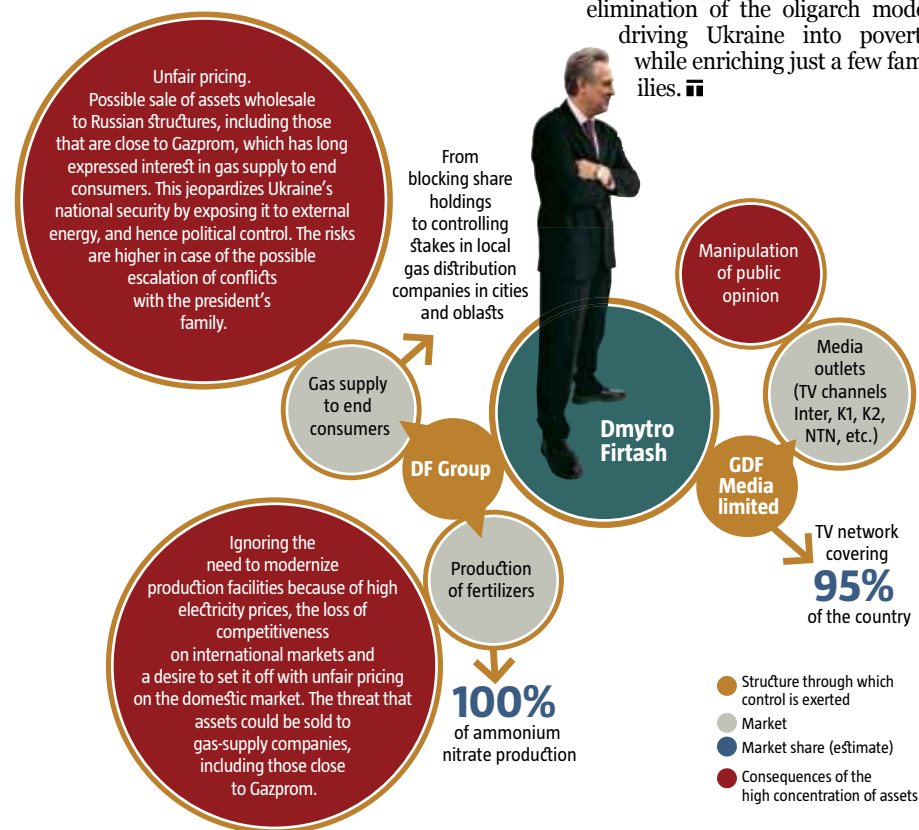 elimination of the oligarch mode
driving Ukraine into povert
while enriching just a few fam
ilies.
Unfair pricing.
Possible sale of assets wholesale
to Russian structures, including those
that are close to Gazprom, which has long
expressed interest in gas supply to end
consumers. This jeopardizes Ukraine's
national security by exposing it to external
energy, and hence political control. The risks
are higher in case of the possible
escalation of conflicts
with the president's
family.
From
blocking share
holdings
to controlling
stakes in local
gas distribution
companies in cities
and oblasts
Gas supply
to end
consumers
DF Group
Dmytro
Firtash
Manipulation
of public
opinion
Media
outlets
(TV channels
Inter, K1, K2,
NTN, etc.)
GDF
Media
limited
TV network
covering
95%
of the country
Ignoring the
need to modernize
production facilities because of high
electricity prices, the loss of
competitiveness
on international markets and
a desire to set it off with unfair pricing
on the domestic market. The threat that
assets could be sold to
gas-supply companies,
including those close
to Gazprom.
Production
of fertilizers
100%
of ammonium
nitrate production
Structure through which
control is exerted
Market
Market share (estimate)
Consequences of the
high concentration of assets